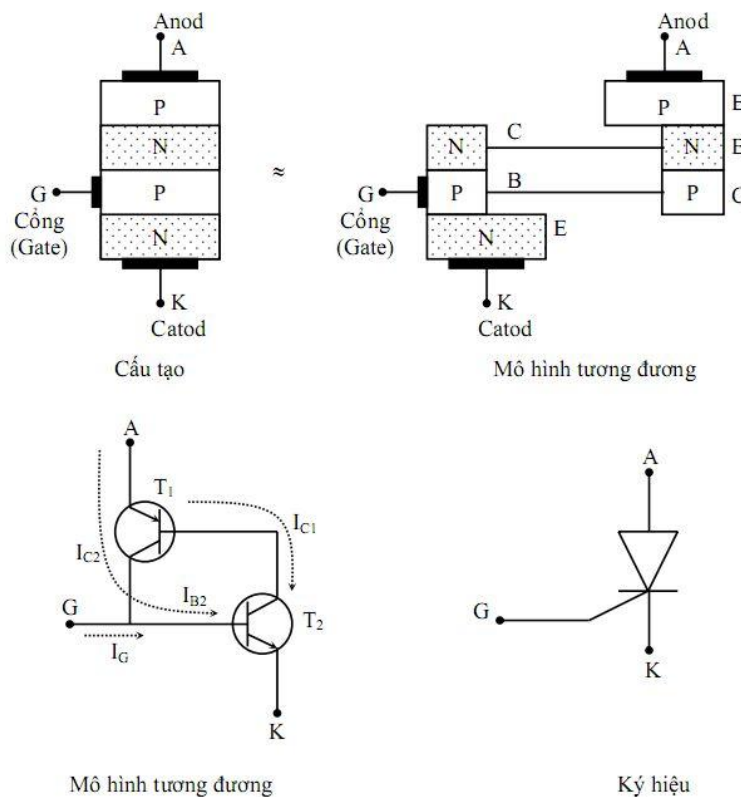 Anod
A
P
N
P
N
G
Cổng
(Gate)
K
Catod
Cấu tạo
≈
Anod
A
P
E
N
C
N
P
B
P
G
Cổng
(Gate)
N
E
K
Catod
Mô hình tương đương
A
T1
IC1
IC2
IB2
G
IG
T2
K
Mô hình tương đương
A
G
K
Ký hiệu